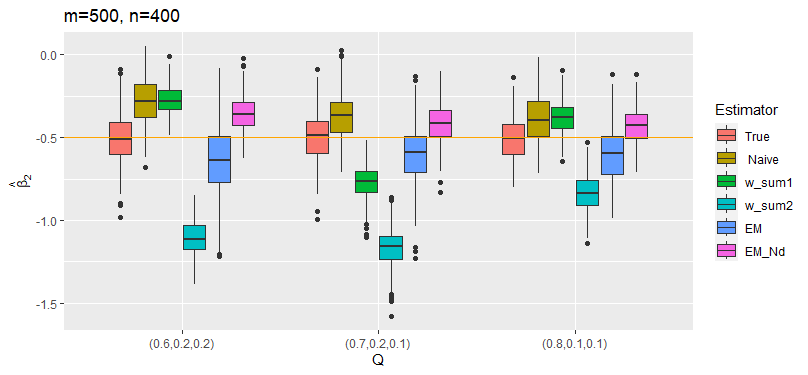 m=500, n=400
0.0
-0.5
-1.0
-1.5
β̂2
(0.6,0.2,0.2)
(0.7,0.2,0.1)
(0.8,0.1,0.1)
Q
Estimator
True
Naive
w_sum1
w_sum2
EM
EM_Nd